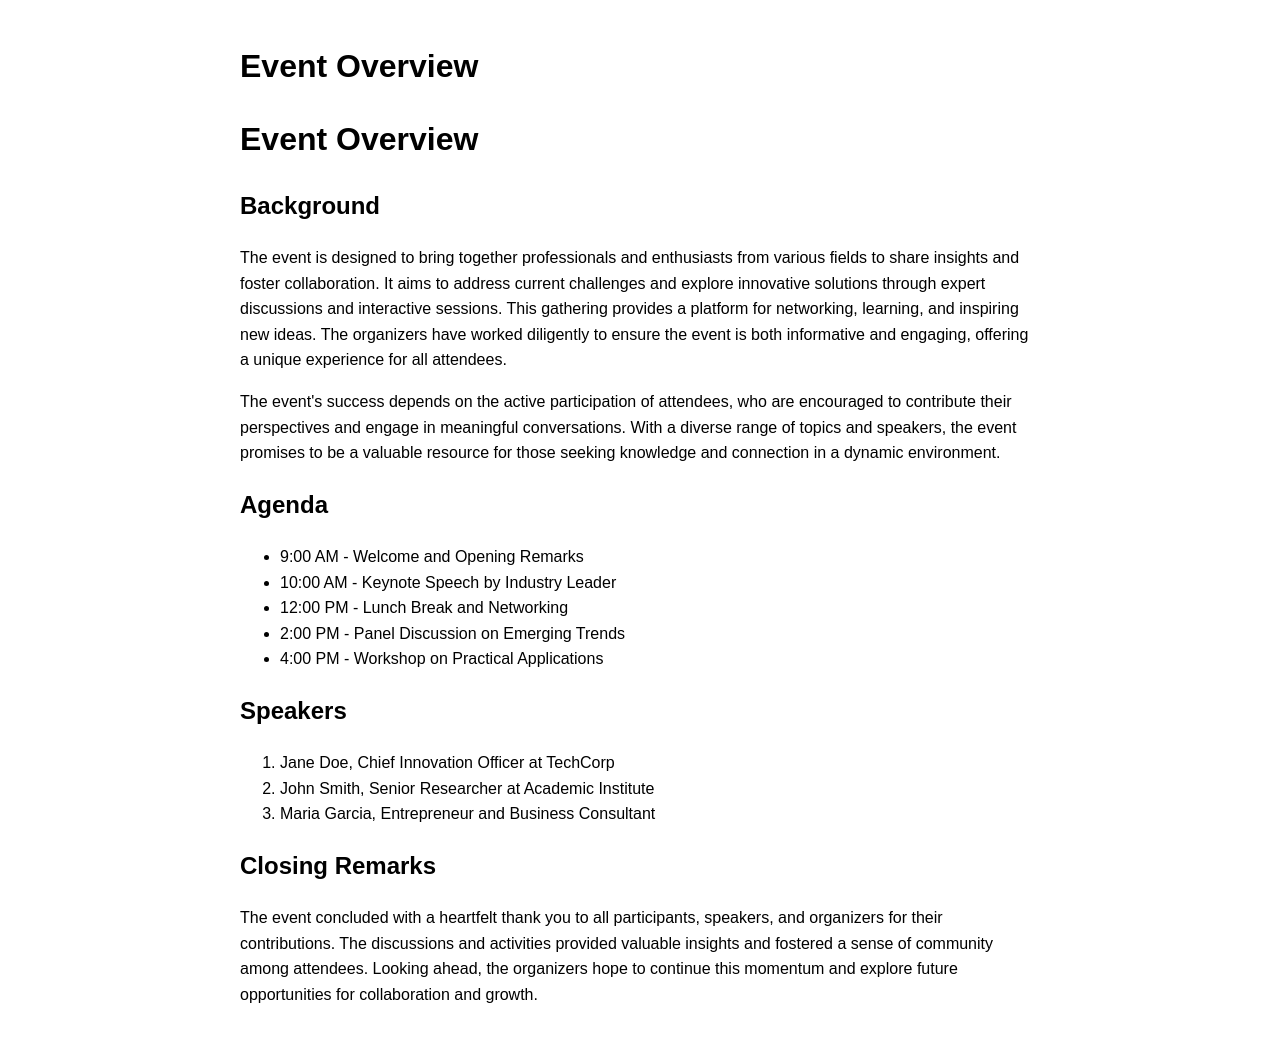 Event Overview
Event Overview
Background
The event is designed to bring together professionals and enthusiasts from various fields to share insights and
foster collaboration. It aims to address current challenges and explore innovative solutions through expert
discussions and interactive sessions. This gathering provides a platform for networking, learning, and inspiring
new ideas. The organizers have worked diligently to ensure the event is both informative and engaging, offering
a unique experience for all attendees.
The event's success depends on the active participation of attendees, who are encouraged to contribute their
perspectives and engage in meaningful conversations. With a diverse range of topics and speakers, the event
promises to be a valuable resource for those seeking knowledge and connection in a dynamic environment.
Agenda
• 9:00 AM - Welcome and Opening Remarks
• 10:00 AM - Keynote Speech by Industry Leader
• 12:00 PM - Lunch Break and Networking
• 2:00 PM - Panel Discussion on Emerging Trends
• 4:00 PM - Workshop on Practical Applications
Speakers
1. Jane Doe, Chief Innovation Officer at TechCorp
2. John Smith, Senior Researcher at Academic Institute
3. Maria Garcia, Entrepreneur and Business Consultant
Closing Remarks
The event concluded with a heartfelt thank you to all participants, speakers, and organizers for their
contributions. The discussions and activities provided valuable insights and fostered a sense of community
among attendees. Looking ahead, the organizers hope to continue this momentum and explore future
opportunities for collaboration and growth.